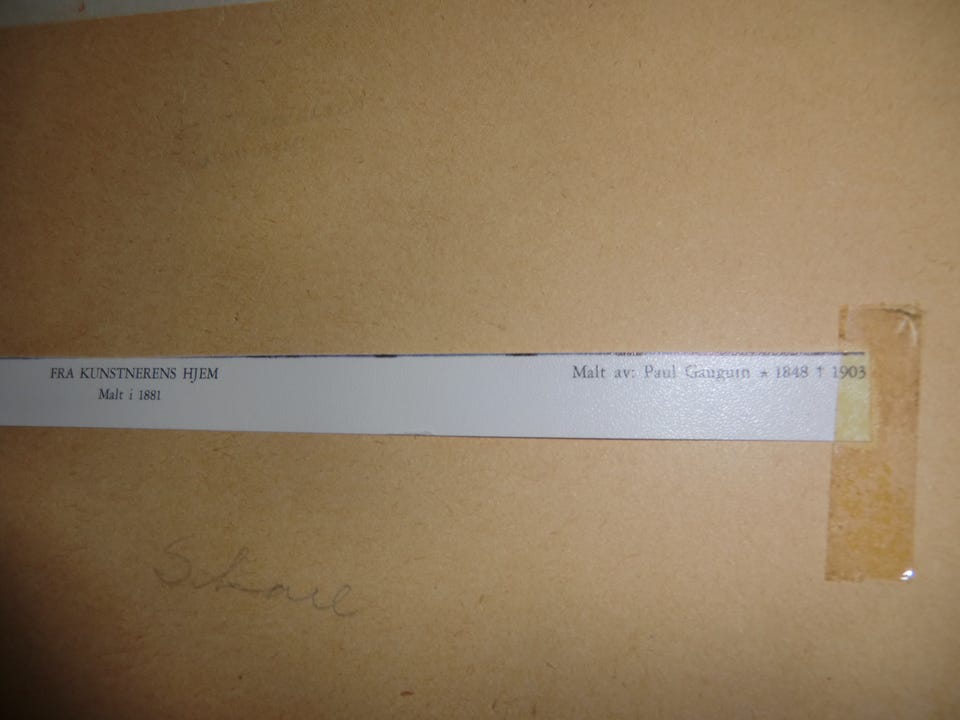 FRA KUNSTNERENS HJEM
Malt i 1881
Malt av: Paul Gauguin ★ 1848 † 1903